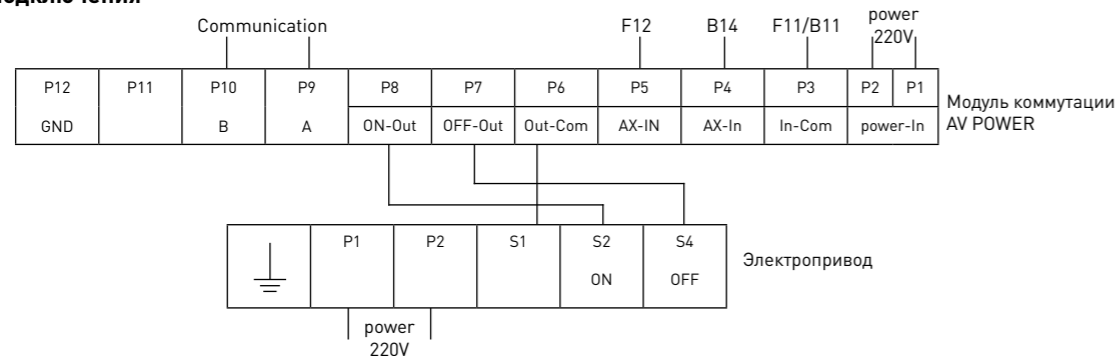 подключения
Communication F12 B14 F11/B11 power
220V
P12 P11 P10 P9 P8 P7 P6 P5 P4 P3 P2 P1
GND B A ON-Out OFF-Out Out-Com AX-IN AX-In In-Com power-In
Модуль коммутации
AV POWER
P1 P2 S1 S2 S4
ON OFF
Электропривод
power
220V